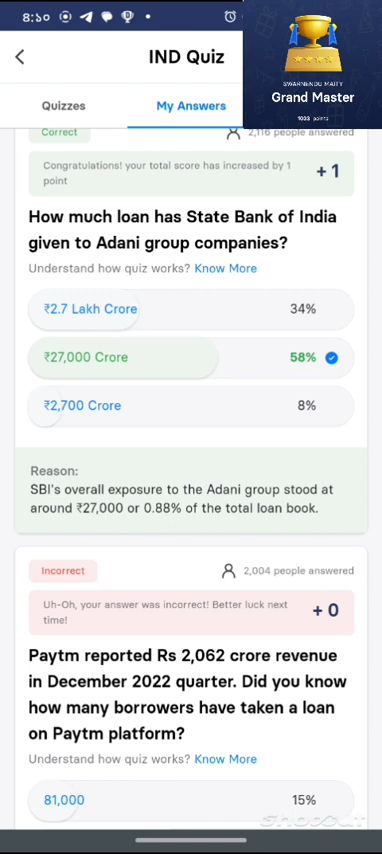 ৪:১০
IND Quiz
SWARNENDU MAITY
Grand Master
1033 points
Quizzes
My Answers
Correct
2,116 people answered
Congratulations! your total score has increased by 1
point
+ 1
How much loan has State Bank of India
given to Adani group companies?
Understand how quiz works? Know More
₹2.7 Lakh Crore
34%
₹27,000 Crore
58%
₹2,700 Crore
8%
Reason:
SBI's overall exposure to the Adani group stood at
around ₹27,000 or 0.88% of the total loan book.
Incorrect
2,004 people answered
Uh-Oh, your answer was incorrect! Better luck next
time!
+ 0
Paytm reported Rs 2,062 crore revenue
in December 2022 quarter. Did you know
how many borrowers have taken a loan
on Paytm platform?
Understand how quiz works? Know More
81,000
15%